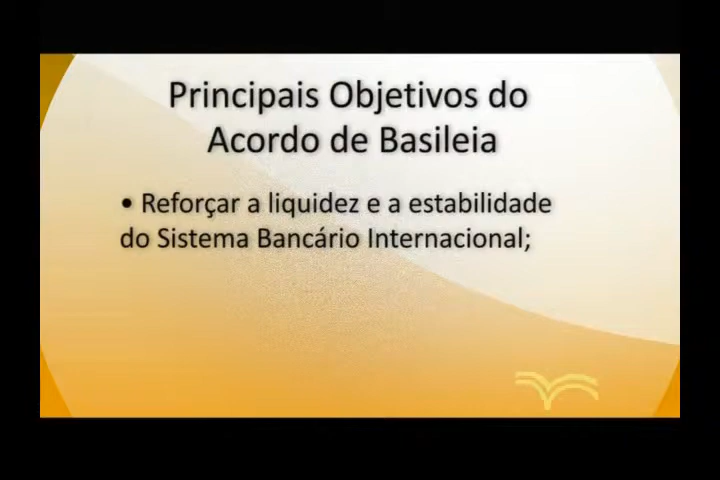 Principais Objetivos do
Acordo de Basileia
• Reforçar a liquidez e a estabilidade
do Sistema Bancário Internacional;